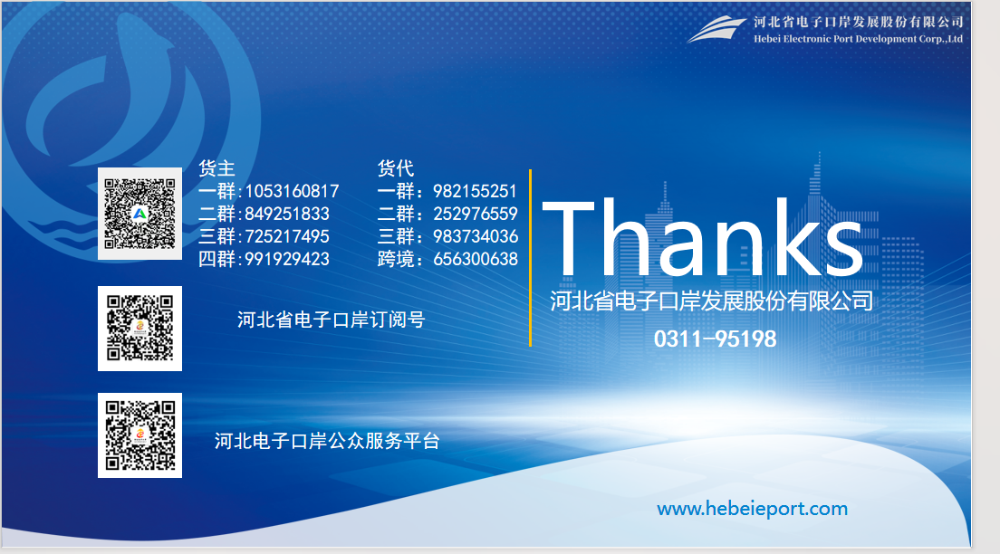 河北省电子口岸发展股份有限公司
Hebei Electronic Port Development Corp.,Ltd
货主
一群:1053160817
二群:849251833
三群:725217495
四群:991929423
货代
一群：982155251
二群：252976559
三群：983734036
跨境：656300638
河北省电子口岸订阅号
河北电子口岸公众服务平台
Thanks
河北省电子口岸发展股份有限公司
0311-95198
www.hebeieport.com